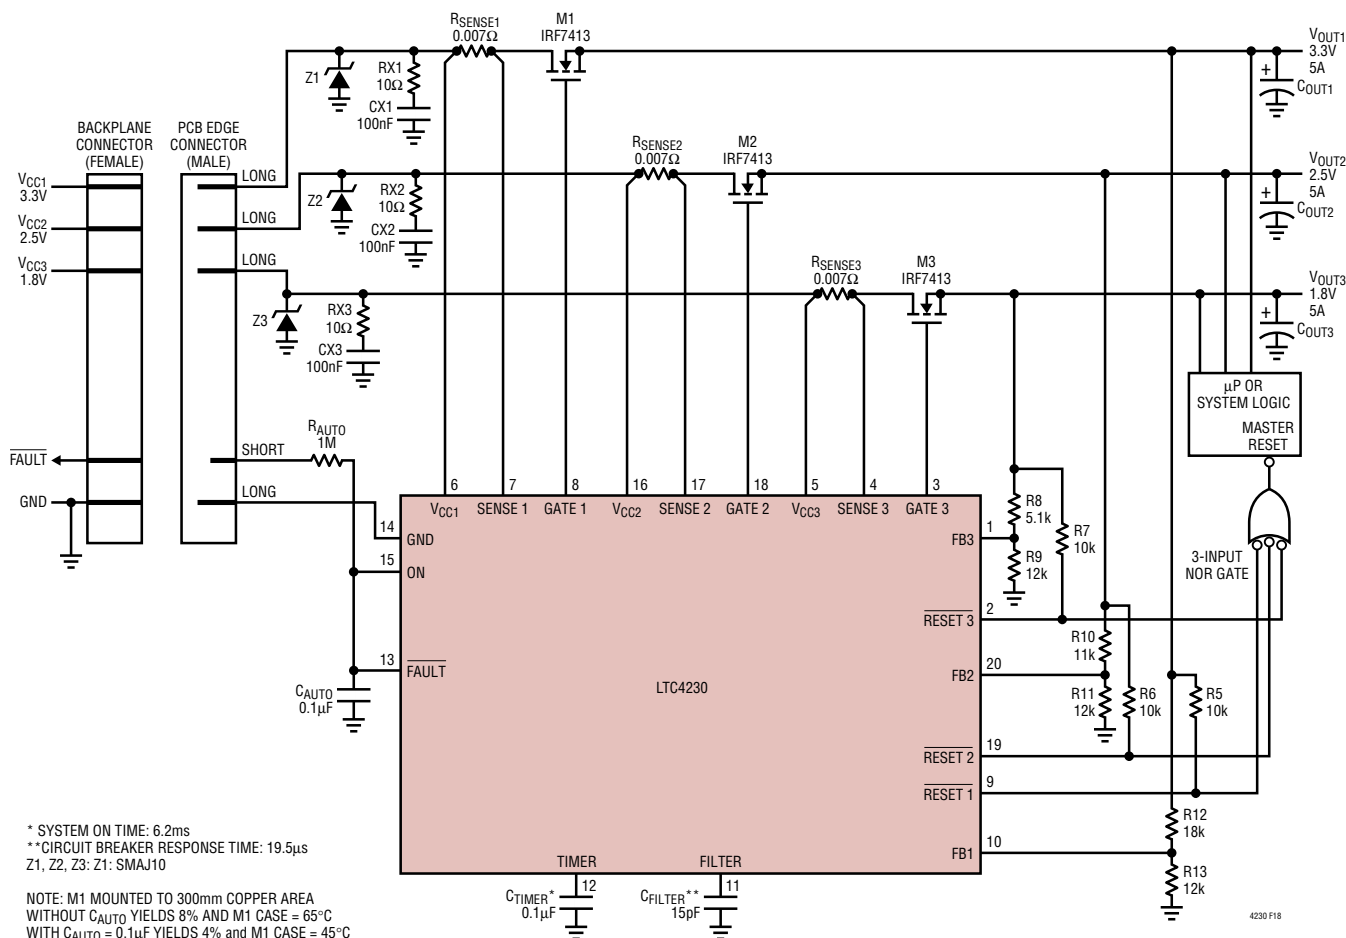 RSENSE1
0.007Ω
M1
IRF7413
VOUT1
3.3V
5A
Z1
RX1
10Ω
CX1
100nF
COUT1
+
BACKPLANE
CONNECTOR
(FEMALE)
PCB EDGE
CONNECTOR
(MALE)
RSENSE2
0.007Ω
M2
IRF7413
VOUT2
2.5V
5A
VCC1
3.3V
LONG
Z2
RX2
10Ω
CX2
100nF
COUT2
+
VCC2
2.5V
LONG
VCC3
1.8V
LONG
RSENSE3
0.007Ω
M3
IRF7413
VOUT3
1.8V
5A
Z3
RX3
10Ω
CX3
100nF
COUT3
+
µP OR
SYSTEM LOGIC
MASTER
RESET
FAULT
SHORT
RAUTO
1M
GND
LONG
6 7 8 16 17 18 5 4 3
VCC1 SENSE 1 GATE 1 VCC2 SENSE 2 GATE 2 VCC3 SENSE 3 GATE 3
14
GND
15
ON
13
FAULT
CAUTO
0.1µF
LTC4230
1
FB3
R8
5.1k
R9
12k
R7
10k
3-INPUT
NOR GATE
2
RESET 3
R10
11k
20
FB2
R11
12k
R6
10k
R5
10k
19
RESET 2
9
RESET 1
R12
18k
10
FB1
R13
12k
TIMER
12
CTIMER*
0.1µF
FILTER
11
CFILTER**
15pF
* SYSTEM ON TIME: 6.2ms
**CIRCUIT BREAKER RESPONSE TIME: 19.5µs
Z1, Z2, Z3: Z1: SMAJ10
NOTE: M1 MOUNTED TO 300mm COPPER AREA
WITHOUT CAUTO YIELDS 8% AND M1 CASE = 65°C
WITH CAUTO = 0.1µF YIELDS 4% and M1 CASE = 45°C
4230 F18